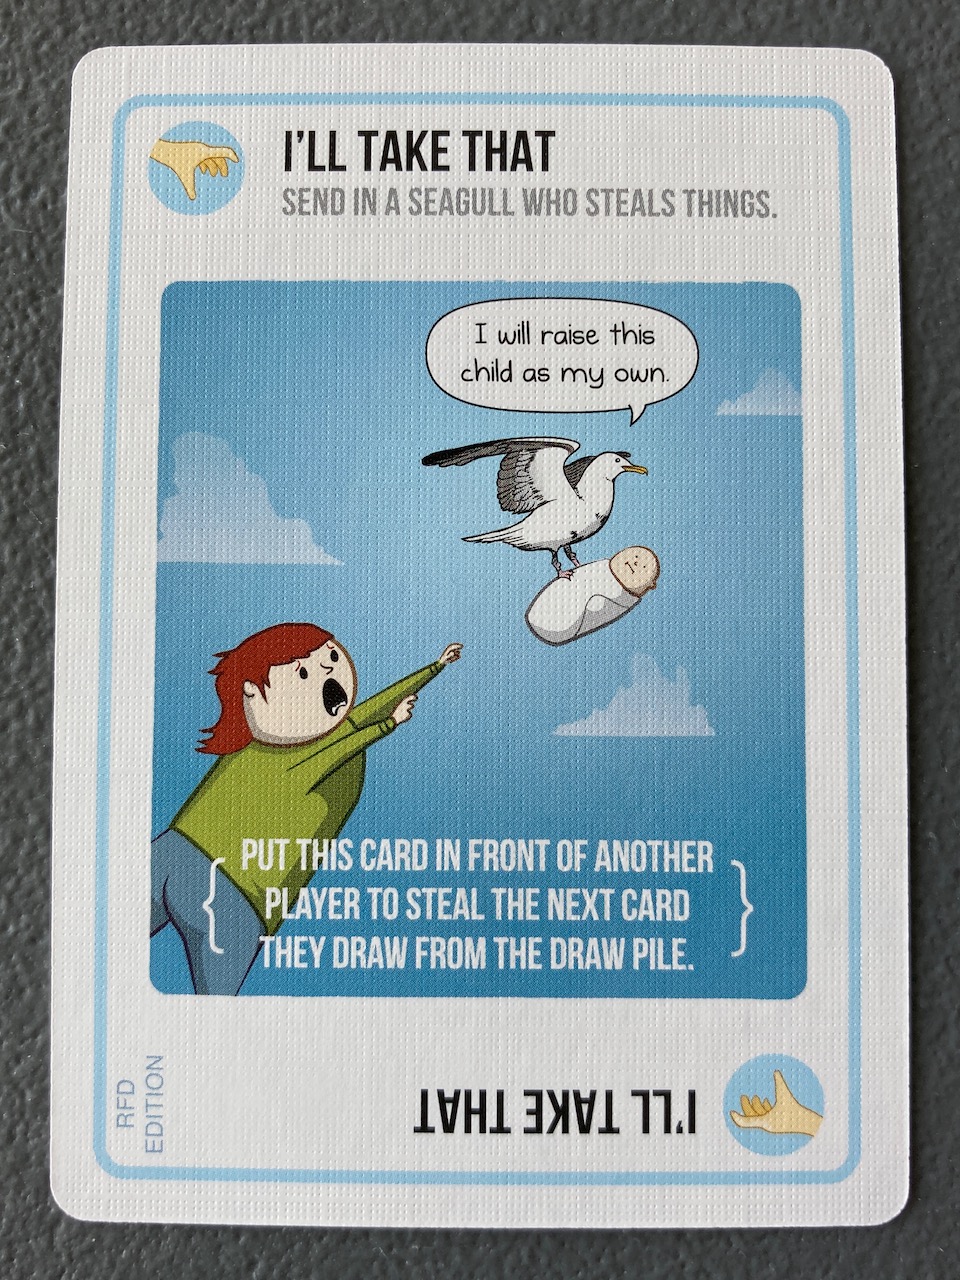 I'LL TAKE THAT
SEND IN A SEAGULL WHO STEALS THINGS.
I will raise this
child as my own.
PUT THIS CARD IN FRONT OF ANOTHER
PLAYER TO STEAL THE NEXT CARD
THEY DRAW FROM THE DRAW PILE.
RFD
EDITION
I'LL TAKE THAT